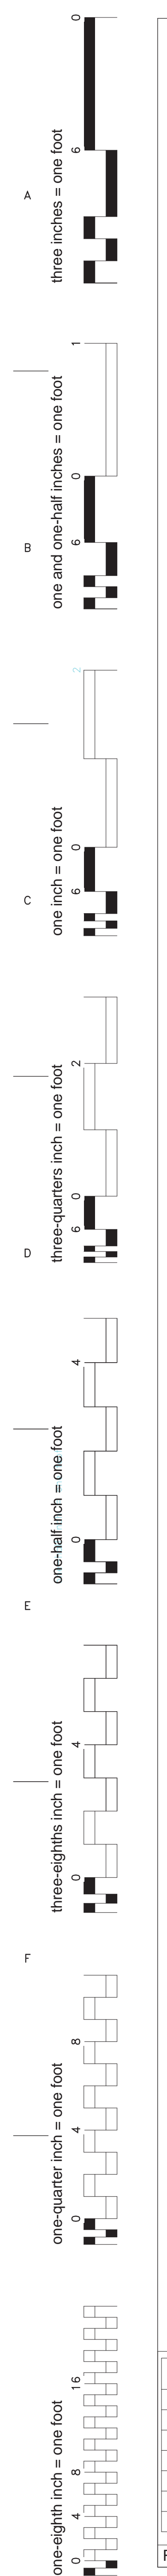 A
three inches = one foot
6 0
B
one and one-half inches = one foot
6 0 1
C
one inch = one foot
6 0 2
D
three-quarters inch = one foot
6 0 2
E
one-half inch = one foot
0 4
F
three-eighths inch = one foot
0 4
one-quarter inch = one foot
0 4 8
one-eighth inch = one foot
0 4 8 16